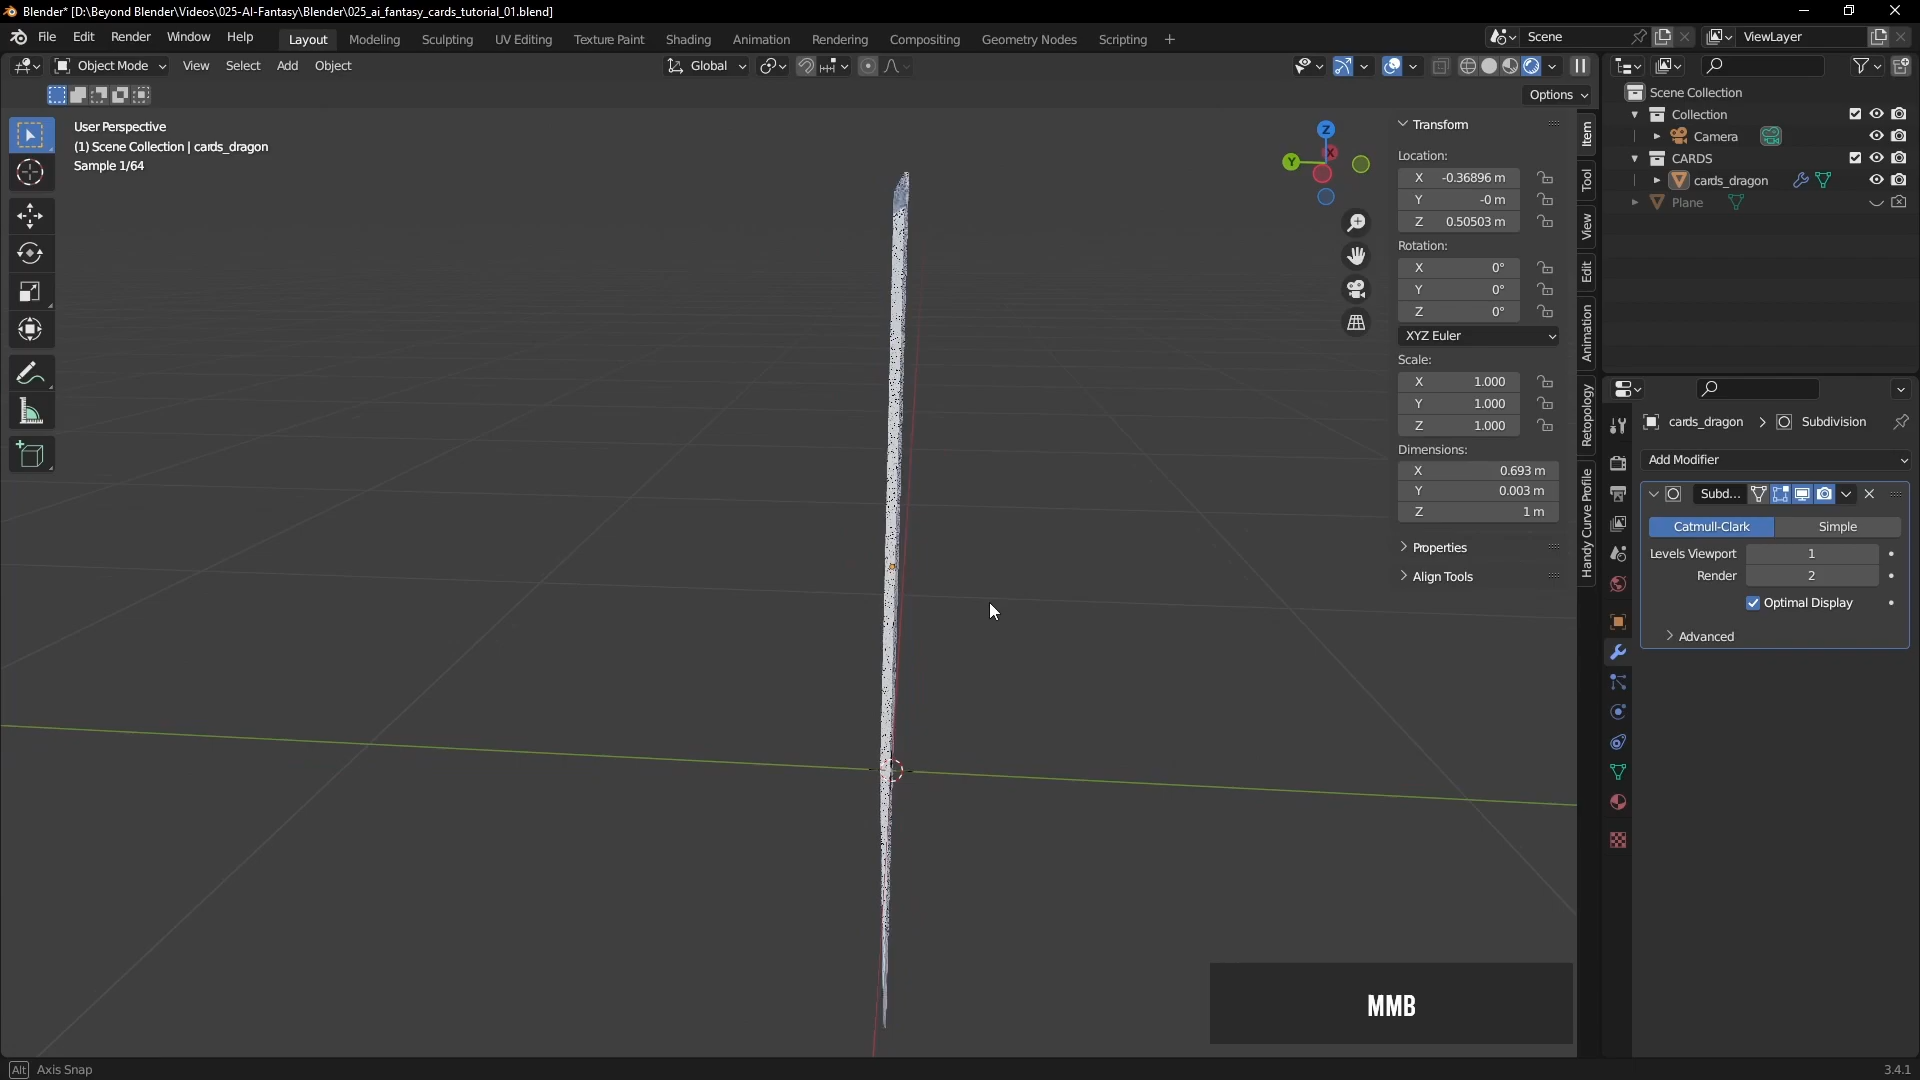 Blender* [D:\Beyond Blender\Videos\025-AI-Fantasy\Blender\025_ai_fantasy_cards_tutorial_01.blend]
File Edit Render Window Help Layout Modeling Sculpting UV Editing Texture Paint Shading Animation Rendering Compositing Geometry Nodes Scripting + Scene ViewLayer
Object Mode View Select Add Object Global
Options
User Perspective
(1) Scene Collection | cards_dragon
Sample 1/64
Z
Y
X
Transform
Location:
X -0.36896 m
Y -0 m
Z 0.50503 m
Rotation:
X 0°
Y 0°
Z 0°
XYZ Euler
Scale:
X 1.000
Y 1.000
Z 1.000
Dimensions:
X 0.693 m
Y 0.003 m
Z 1 m
Properties
Align Tools
Item
Tool
View
Edit
Animation
Retopology
Handy Curve Profile
Scene Collection
Collection
Camera
CARDS
cards_dragon
Plane
cards_dragon > Subdivision
Add Modifier
Subd...
Catmull-Clark Simple
Levels Viewport 1
Render 2
Optimal Display
Advanced
MMB
Alt Axis Snap
3.4.1